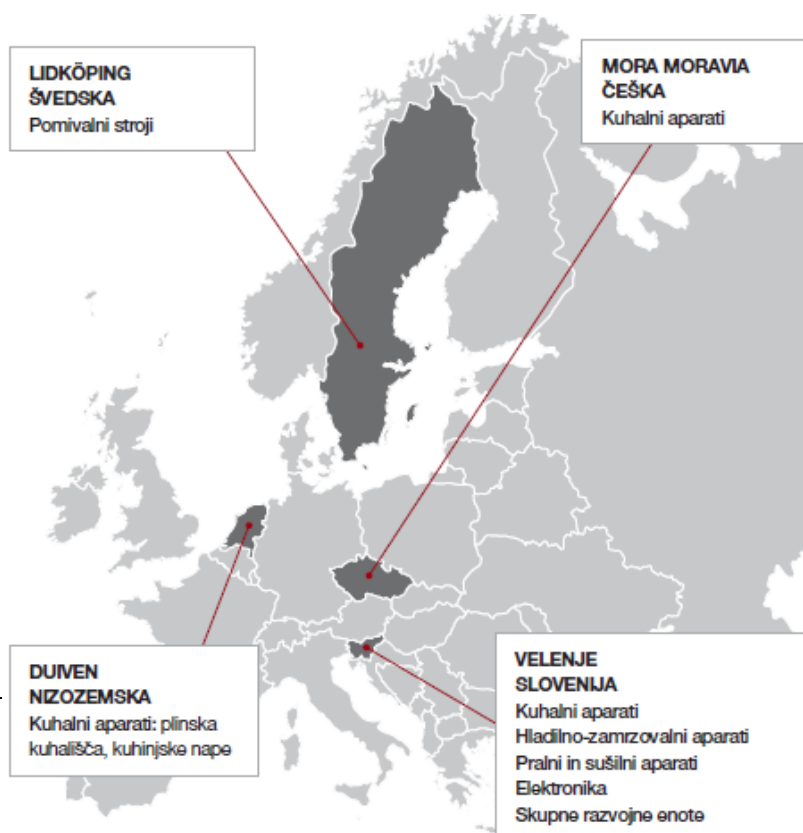 LIDKÖPING
ŠVEDSKA
Pomivalni stroji
MORA MORAVIA
ČEŠKA
Kuhalni aparati
DUIVEN
NIZOZEMSKA
Kuhalni aparati: plinska
kuhališča, kuhinjske nape
VELENJE
SLOVENIJA
Kuhalni aparati
Hladilno-zamrzovalni aparati
Pralni in sušilni aparati
Elektronika
Skupne razvojne enote